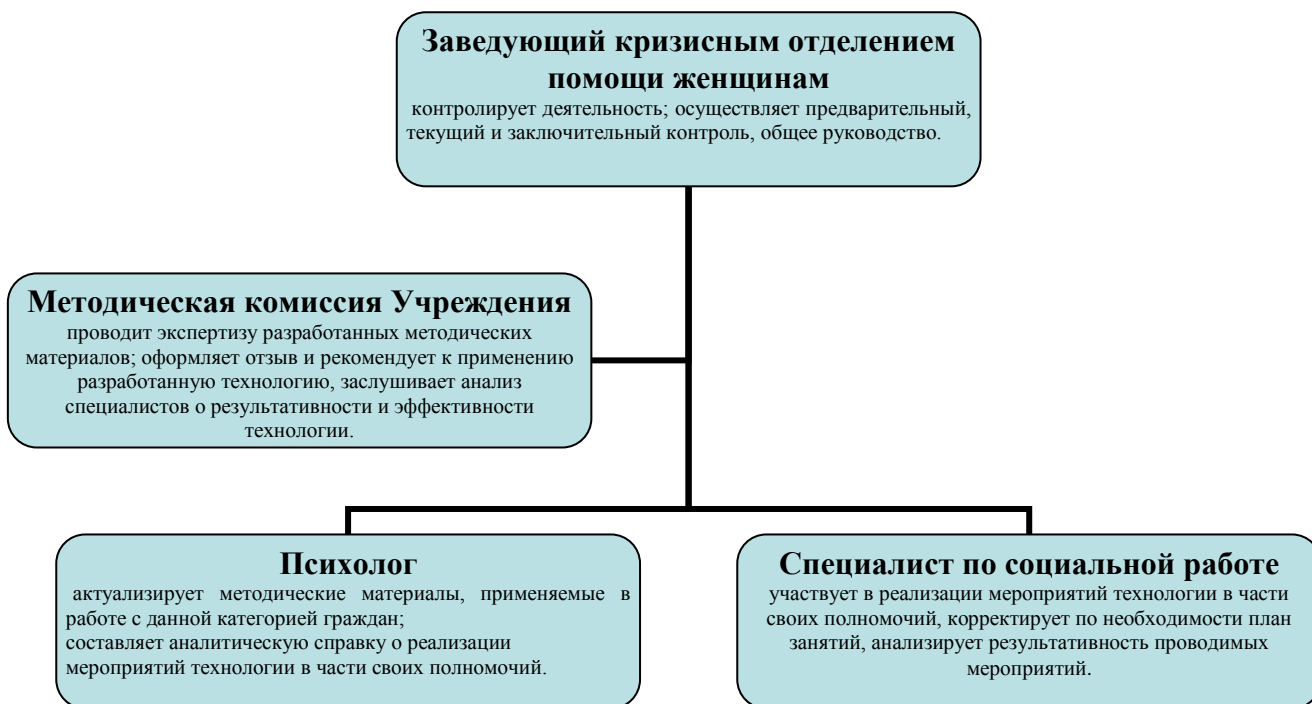 Заведующий кризисным отделением
помощи женщинам
контролирует деятельность; осуществляет предварительный,
текущий и заключительный контроль, общее руководство.
Методическая комиссия Учреждения
проводит экспертизу разработанных методических
материалов; оформляет отзыв и рекомендует к применению
разработанную технологию, заслушивает анализ
специалистов о результативности и эффективности
технологии.
Психолог
актуализирует методические материалы, применяемые в
работе с данной категорией граждан;
составляет аналитическую справку о реализации
мероприятий технологии в части своих полномочий.
Специалист по социальной работе
участвует в реализации мероприятий технологии в части
своих полномочий, корректирует по необходимости план
занятий, анализирует результативность проводимых
мероприятий.